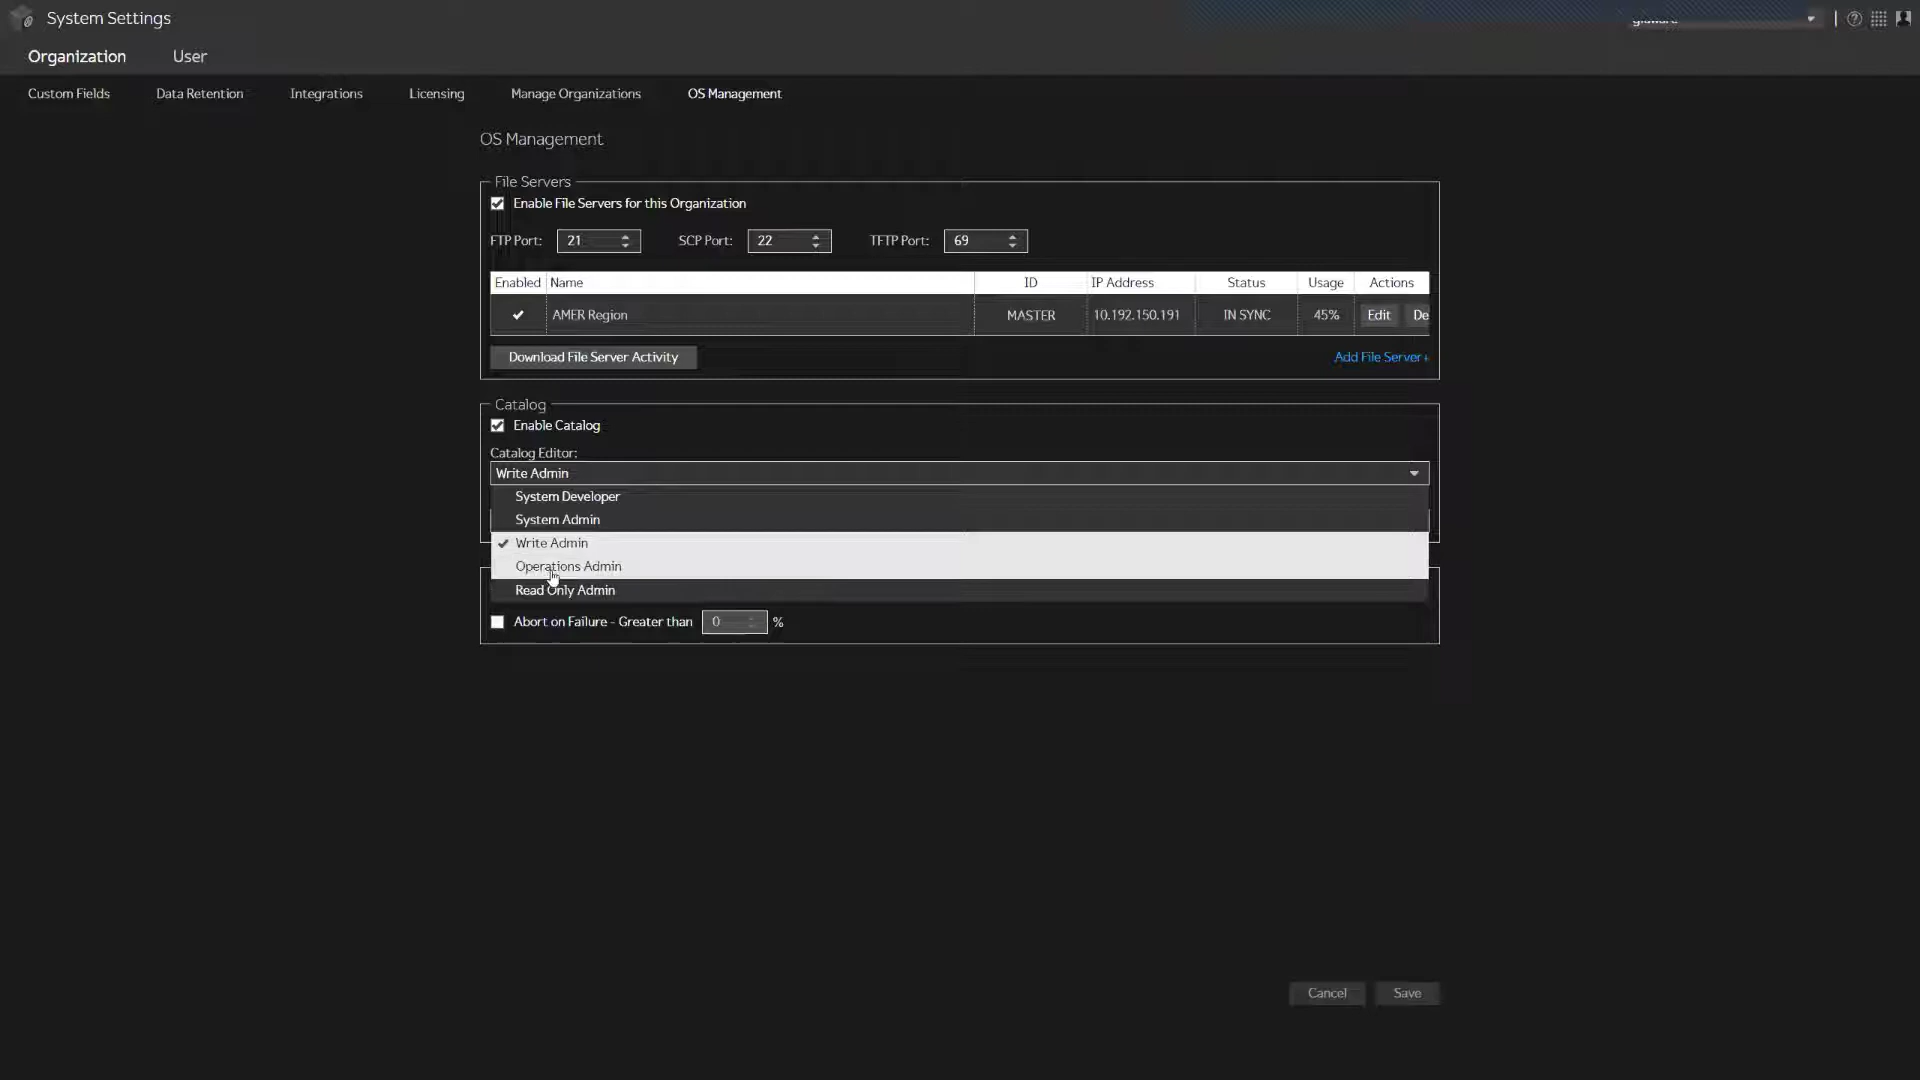 System Settings
?
Organization User
Custom Fields Data Retention Integrations Licensing Manage Organizations OS Management
OS Management
File Servers
Enable File Servers for this Organization
FTP Port: 21 SCP Port: 22 TFTP Port: 69
Enabled Name ID IP Address Status Usage Actions
AMER Region MASTER 10.192.150.191 IN SYNC 45% Edit De
Download File Server Activity Add File Server+
Catalog
Enable Catalog
Catalog Editor:
Write Admin
System Developer
System Admin
Write Admin
Operations Admin
Read Only Admin
Abort on Failure - Greater than 0 %
Cancel Save